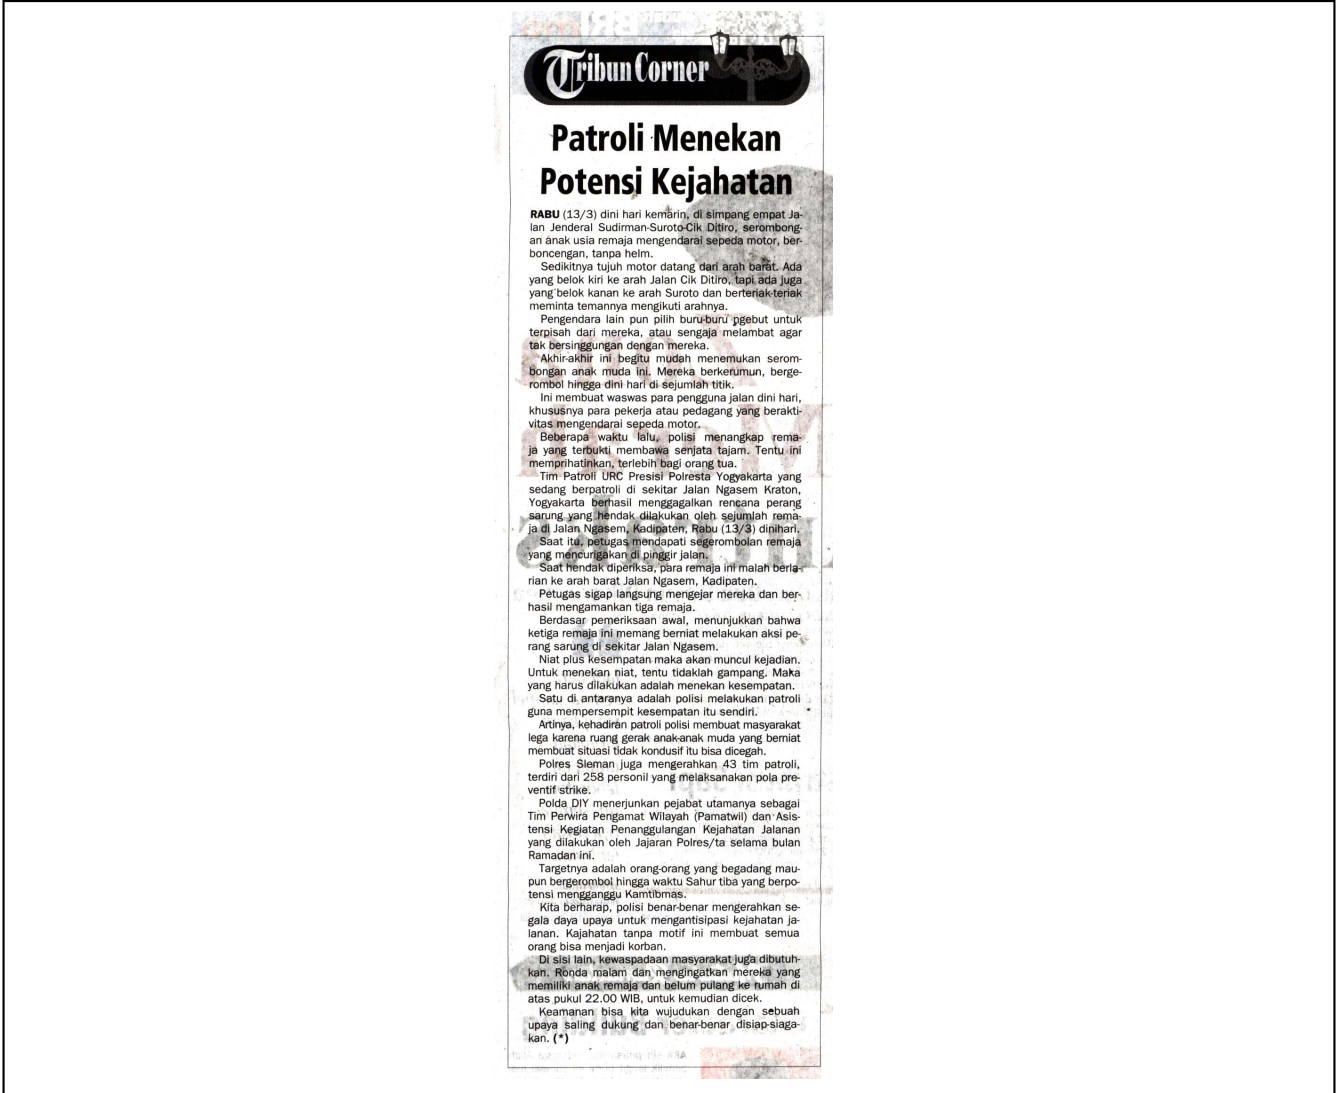 Tribun Corner
Patroli Menekan
Potensi Kejahatan
RABU (13/3) dini hari kemarin, di simpang empat Ja-
lan Jenderal Sudirman-Suroto-Cik Ditiro, serombong-
an anak usia remaja mengendarai sepeda motor, ber-
boncengan, tanpa helm.
Sedikitnya tujuh motor datang dari arah barat. Ada
yang belok kiri ke arah Jalan Cik Ditiro, tapi ada juga
yang belok kanan ke arah Suroto dan berteriak-teriak
meminta temannya mengikuti arahnya.
Pengendara lain pun pilih buru-buru ngebut untuk
terpisah dari mereka, atau sengaja melambat agar
tak bersinggungan dengan mereka.
Akhir-akhir ini begitu mudah menemukan serom-
bongan anak muda ini. Mereka berkerumun, berge-
rombol hingga dini hari di sejumlah titik.
Ini membuat waswas para pengguna jalan dini hari,
khususnya para pekerja atau pedagang yang berakti-
vitas mengendarai sepeda motor.
Beberapa waktu lalu, polisi menangkap rema-
ja yang terbukti membawa senjata tajam. Tentu ini
memprihatinkan, terlebih bagi orang tua.
Tim Patroli URC Presisi Polresta Yogyakarta yang
sedang berpatroli di sekitar Jalan Ngasem Kraton,
Yogyakarta berhasil menggagalkan rencana perang
sarung yang hendak dilakukan oleh sejumlah rema-
ja di Jalan Ngasem, Kadipaten, Rabu (13/3) dinihari.
Saat itu, petugas mendapati segerombolan remaja
yang mencurigakan di pinggir jalan.
Saat hendak diperiksa, para remaja ini malah berla-
rian ke arah barat Jalan Ngasem, Kadipaten.
Petugas sigap langsung mengejar mereka dan ber-
hasil mengamankan tiga remaja.
Berdasar pemeriksaan awal, menunjukkan bahwa
ketiga remaja ini memang berniat melakukan aksi pe-
rang sarung di sekitar Jalan Ngasem.
Niat plus kesempatan maka akan muncul kejadian.
Untuk menekan niat, tentu tidaklah gampang. Maka
yang harus dilakukan adalah menekan kesempatan.
Satu di antaranya adalah polisi melakukan patroli
guna mempersempit kesempatan itu sendiri.
Artinya, kehadiran patroli polisi membuat masyarakat
lega karena ruang gerak anak-anak muda yang berniat
membuat situasi tidak kondusif itu bisa dicegah.
Polres Sleman juga mengerahkan 43 tim patroli,
terdiri dari 258 personil yang melaksanakan pola pre-
ventif strike.
Polda DIY menerjunkan pejabat utamanya sebagai
Tim Perwira Pengamat Wilayah (Pamatwil) dan Asis-
tensi Kegiatan Penanggulangan Kejahatan Jalanan
yang dilakukan oleh Jajaran Polres/ta selama bulan
Ramadan ini.
Targetnya adalah orang-orang yang begadang mau-
pun bergerombol hingga waktu Sahur tiba yang berpo-
tensi mengganggu Kamtibmas.
Kita berharap, polisi benar-benar mengerahkan se-
gala daya upaya untuk mengantisipasi kejahatan ja-
lanan. Kajahatan tanpa motif ini membuat semua
orang bisa menjadi korban.
Di sisi lain, kewaspadaan masyarakat juga dibutuh-
kan. Ronda malam dan mengingatkan mereka yang
memiliki anak remaja dan belum pulang ke rumah di
atas pukul 22.00 WIB, untuk kemudian dicek.
Keamanan bisa kita wujudukan dengan sebuah
upaya saling dukung dan benar-benar disiap-siaga-
kan. (*)